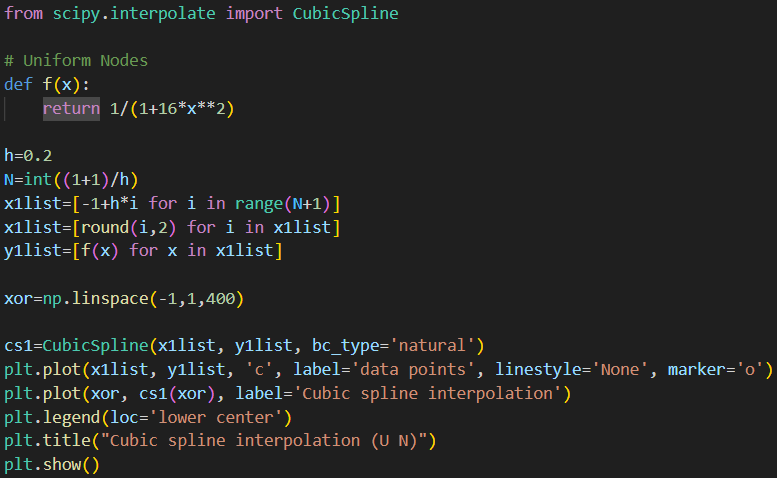 from scipy.interpolate import CubicSpline
# Uniform Nodes
def f(x):
    return 1/(1+16*x**2)
h=0.2
N=int((1+1)/h)
x1list=[-1+h*i for i in range(N+1)]
x1list=[round(i,2) for i in x1list]
y1list=[f(x) for x in x1list]
xor=np.linspace(-1,1,400)
cs1=CubicSpline(x1list, y1list, bc_type='natural')
plt.plot(x1list, y1list, 'c', label='data points', linestyle='None', marker='o')
plt.plot(xor, cs1(xor), label='Cubic spline interpolation')
plt.legend(loc='lower center')
plt.title("Cubic spline interpolation (U N)")
plt.show()